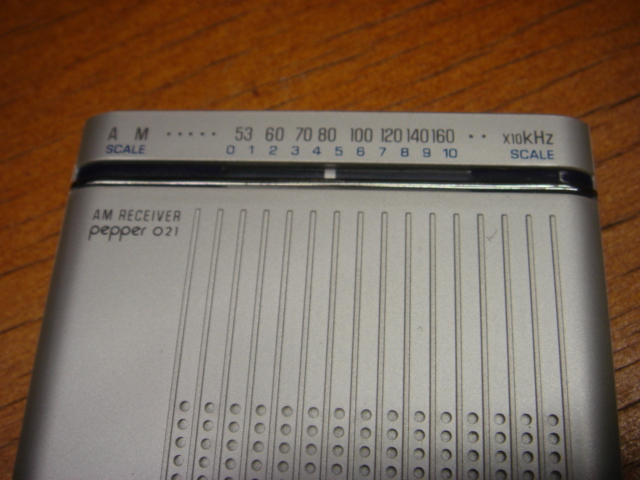 A M ····· 53 60 70 80 100 120 140 160 ·· X10kHz
SCALE 0 1 2 3 4 5 6 7 8 9 10 SCALE
AM RECEIVER
pepper 021